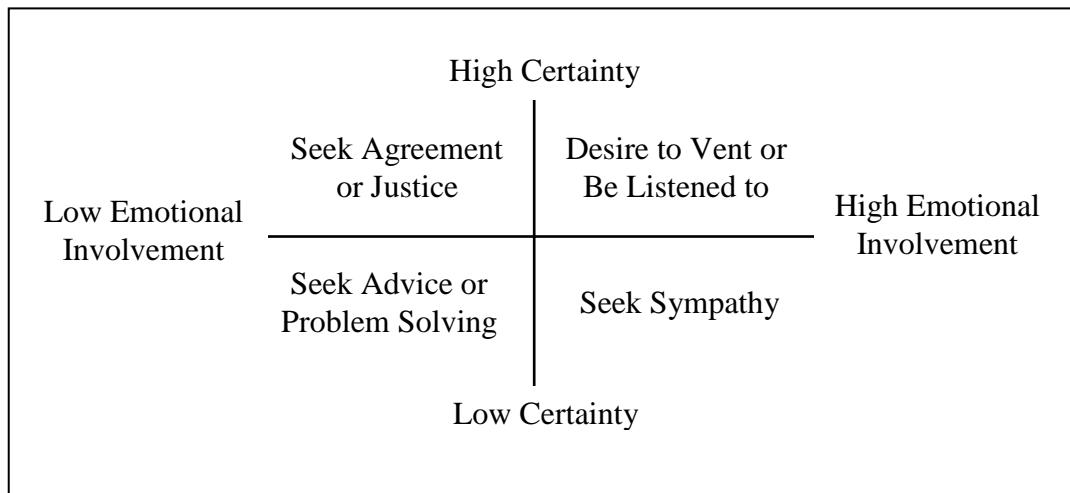 High Certainty
Seek Agreement
or Justice
Desire to Vent or
Be Listened to
Low Emotional
Involvement
High Emotional
Involvement
Seek Advice or
Problem Solving
Seek Sympathy
Low Certainty